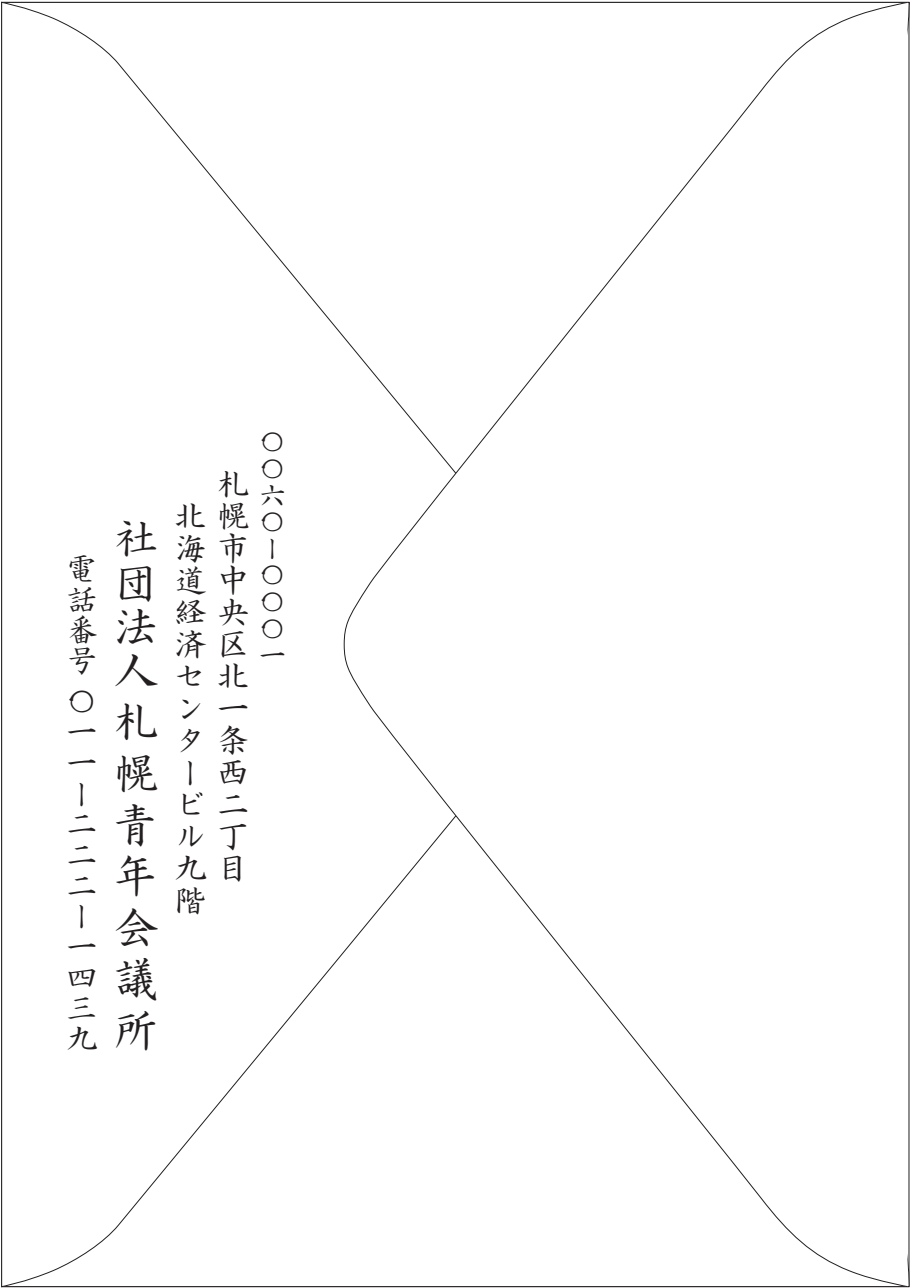 〇〇六〇ー〇〇〇一
札幌市中央区北一条西二丁目
北海道経済センタービル九階
社団法人札幌青年会議所
電話番号 〇一一ー二二二ー一四三九